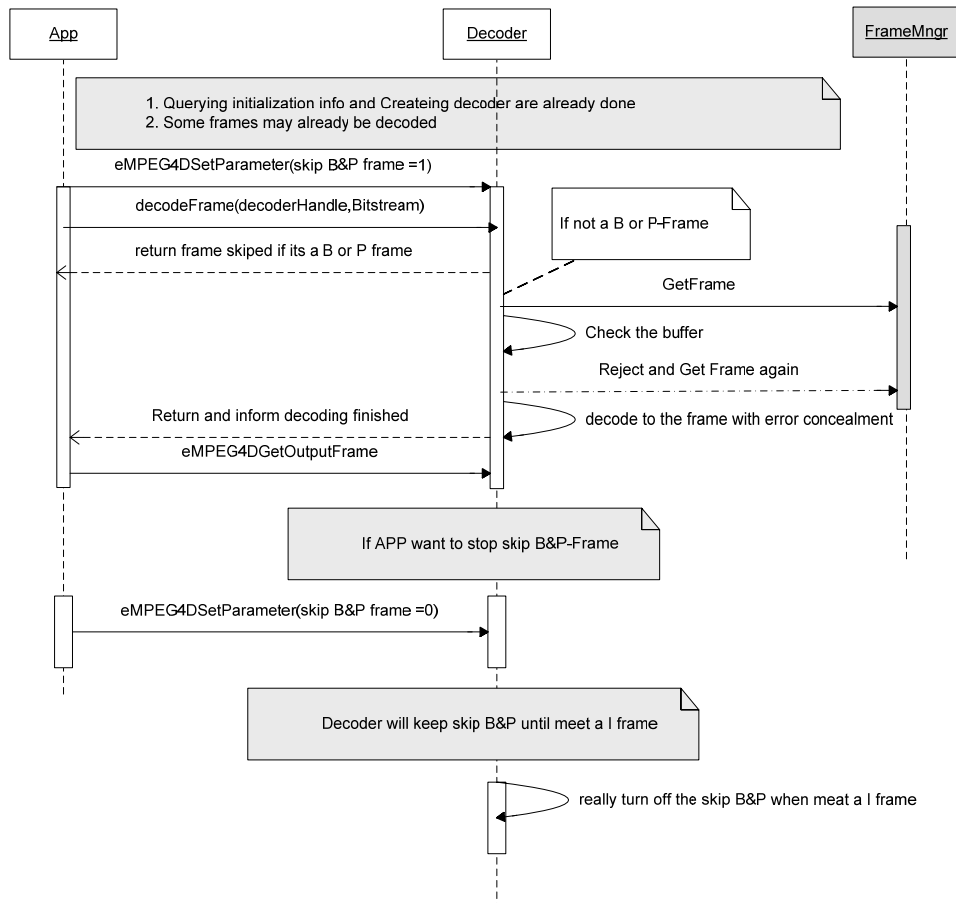 App
Decoder
FrameMngr
1. Querying initialization info and Createing decoder are already done
2. Some frames may already be decoded
eMPEG4DSetParameter(skip B&P frame =1)
decodeFrame(decoderHandle,Bitstream)
If not a B or P-Frame
return frame skiped if its a B or P frame
GetFrame
Check the buffer
Reject and Get Frame again
Return and inform decoding finished
decode to the frame with error concealment
eMPEG4DGetOutputFrame
If APP want to stop skip B&P-Frame
eMPEG4DSetParameter(skip B&P frame =0)
Decoder will keep skip B&P until meet a I frame
really turn off the skip B&P when meat a I frame